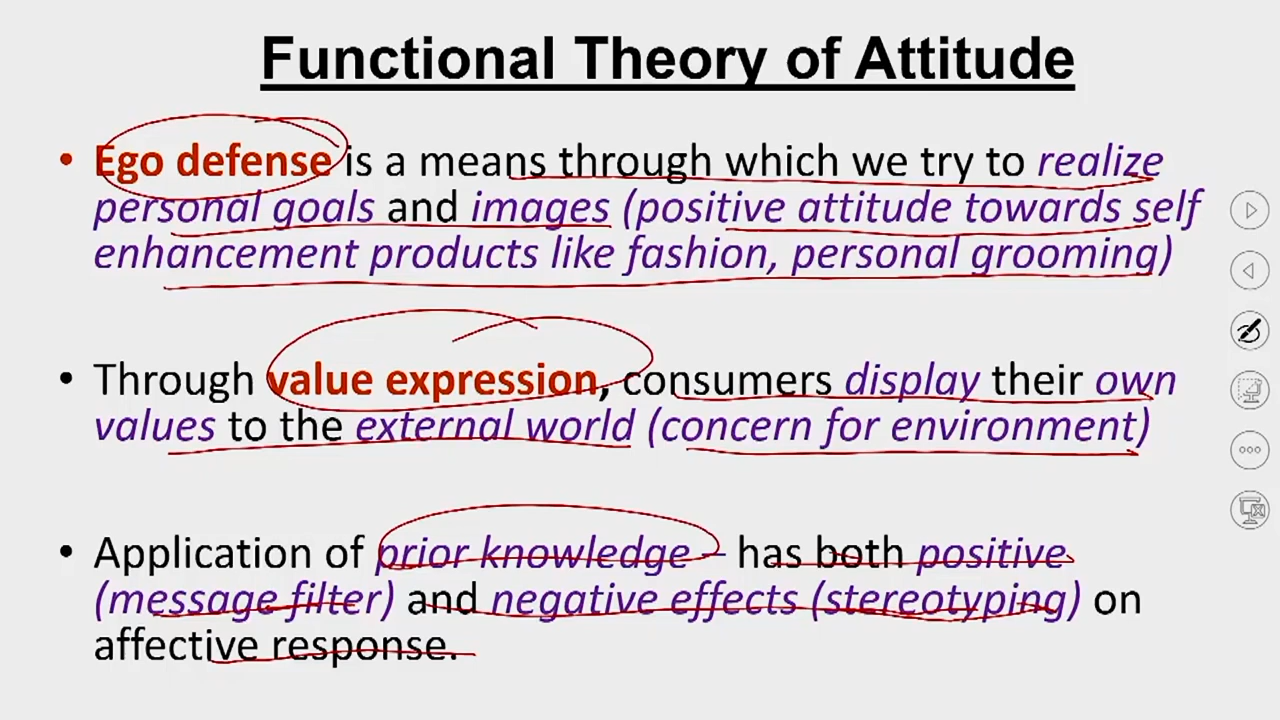 Functional Theory of Attitude
• Ego defense is a means through which we try to realize
personal goals and images (positive attitude towards self
enhancement products like fashion, personal grooming)
• Through value expression, consumers display their own
values to the external world (concern for environment)
• Application of prior knowledge – has both positive
(message filter) and negative effects (stereotyping) on
affective response.